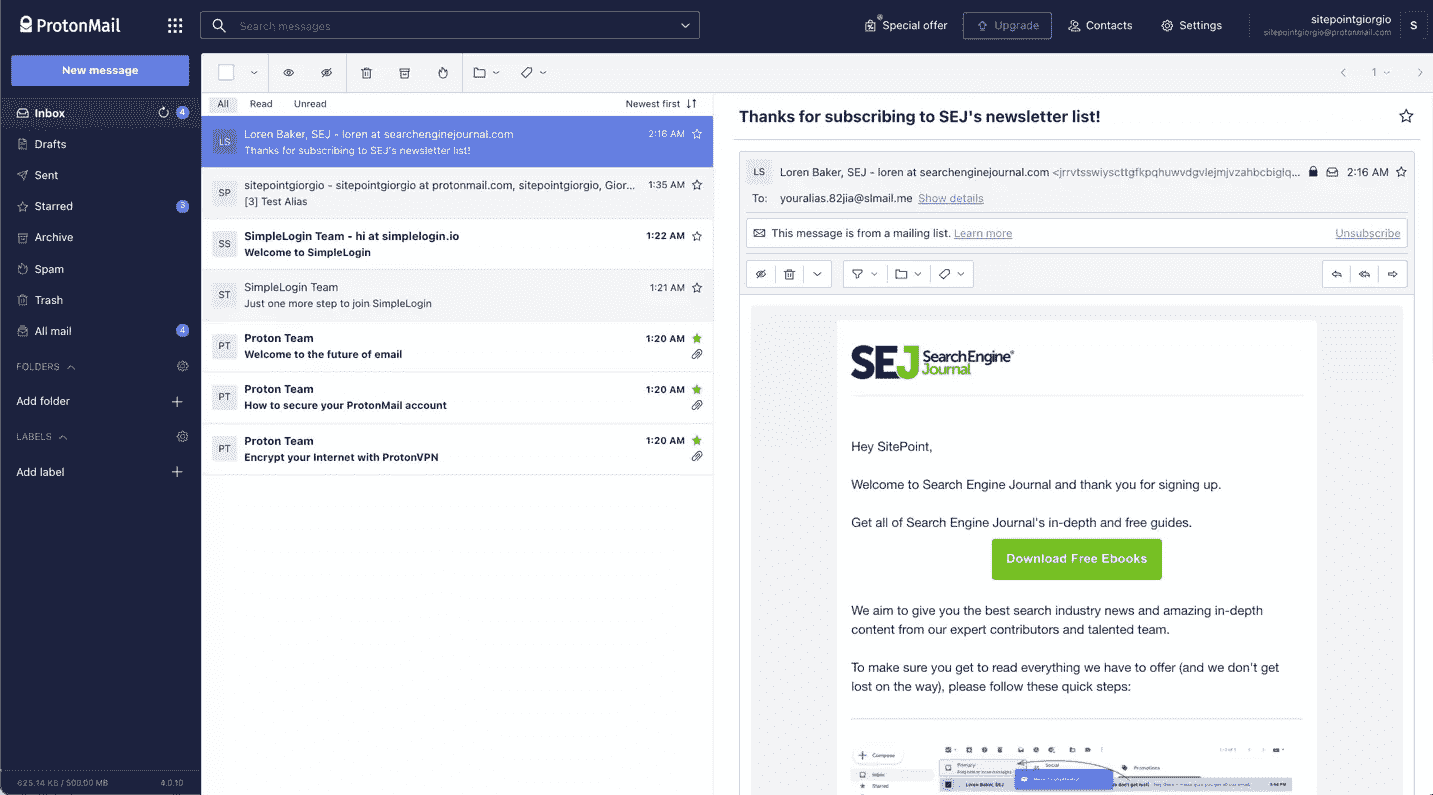 ProtonMail
Search messages
Special offer
Upgrade
Contacts
Settings
sitepointgiorgio
sitepointgiorgio@protonmail.com
S
New message
Inbox
4
Drafts
Sent
Starred
3
Archive
Spam
Trash
All mail
4
FOLDERS
Add folder
LABELS
Add label
625.14 KB / 500.00 MB
4.0.10
1
All
Read
Unread
Newest first
LS
Loren Baker, SEJ - loren at searchenginejournal.com
2:16 AM
Thanks for subscribing to SEJ's newsletter list!
SP
sitepointgiorgio - sitepointgiorgio at protonmail.com, sitepointgiorgio, Gior...
1:35 AM
[3] Test Alias
SS
SimpleLogin Team - hi at simplelogin.io
1:22 AM
Welcome to SimpleLogin
ST
SimpleLogin Team
1:21 AM
Just one more step to join SimpleLogin
PT
Proton Team
1:20 AM
Welcome to the future of email
PT
Proton Team
1:20 AM
How to secure your ProtonMail account
PT
Proton Team
1:20 AM
Encrypt your Internet with ProtonVPN
Thanks for subscribing to SEJ's newsletter list!
LS
Loren Baker, SEJ - loren at searchenginejournal.com
2:16 AM
To: youralias.82jia@slmail.me Show details
This message is from a mailing list. Learn more
Unsubscribe
SEJ Search Engine Journal
Hey SitePoint,
Welcome to Search Engine Journal and thank you for signing up.
Get all of Search Engine Journal's in-depth and free guides.
Download Free Ebooks
We aim to give you the best search industry news and amazing in-depth
content from our expert contributors and talented team.
To make sure you get to read everything we have to offer (and we don't get
lost on the way), please follow these quick steps:
Compose
Primary
Social
Promotions
Inbox
Starred
Loren Baker, SEJ